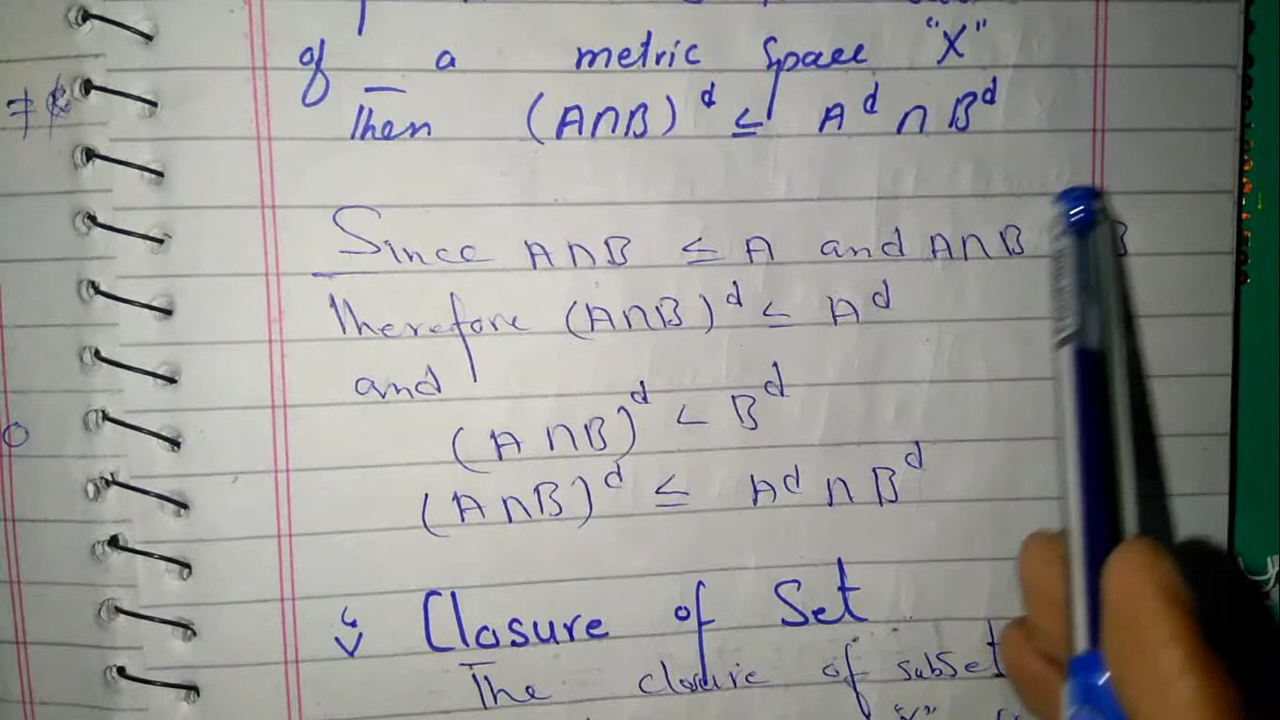 of a metric Space "X"
Then (A∩B)^d ⊆ A^d ∩ B^d
Since A∩B ⊆ A and A∩B B
Therefore (A∩B)^d ⊆ A^d
and
(A∩B)^d < B^d
(A∩B)^d ⊆ A^d ∩ B^d
Closure of Set
The closure of subset
"X"